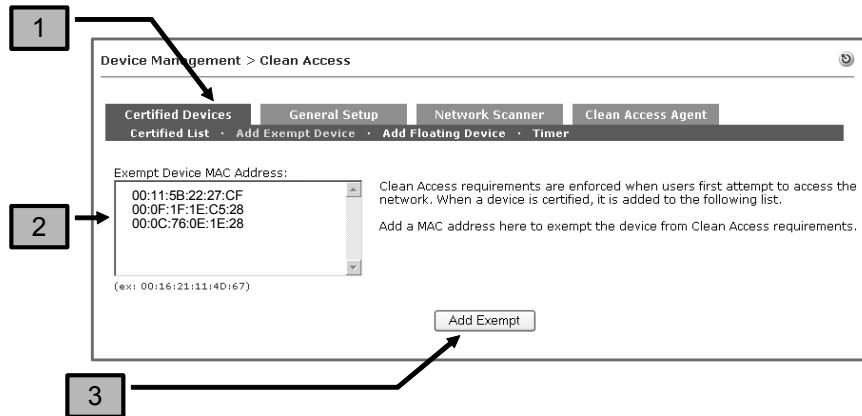 1
Device Management > Clean Access
Certified Devices General Setup Network Scanner Clean Access Agent
Certified List · Add Exempt Device · Add Floating Device · Timer
Exempt Device MAC Address:
00:11:5B:22:27:CF
00:0F:1F:1E:C5:28
00:0C:76:0E:1E:28
(ex: 00:16:21:11:4D:67)
Clean Access requirements are enforced when users first attempt to access the
network. When a device is certified, it is added to the following list.
Add a MAC address here to exempt the device from Clean Access requirements.
2
Add Exempt
3